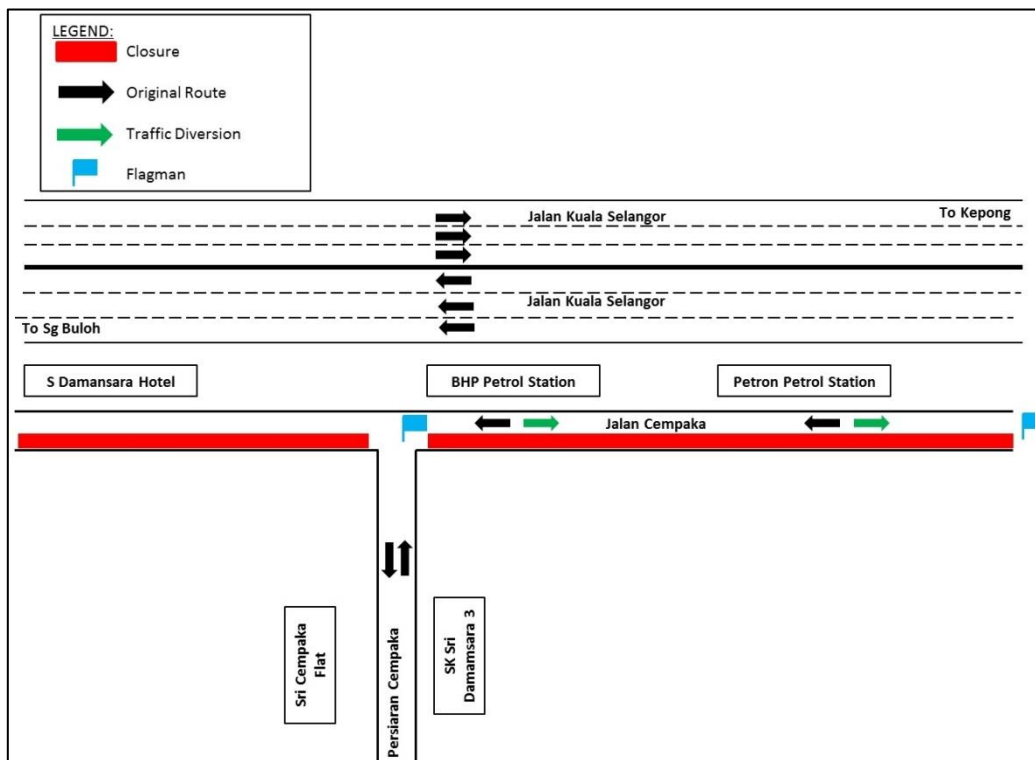 LEGEND:
Closure
Original Route
Traffic Diversion
Flagman
Jalan Kuala Selangor
To Kepong
Jalan Kuala Selangor
To Sg Buloh
S Damansara Hotel
BHP Petrol Station
Petron Petrol Station
Jalan Cempaka
Sri Cempaka
Flat
Persiaran Cempaka
SK Sri
Damamsara 3